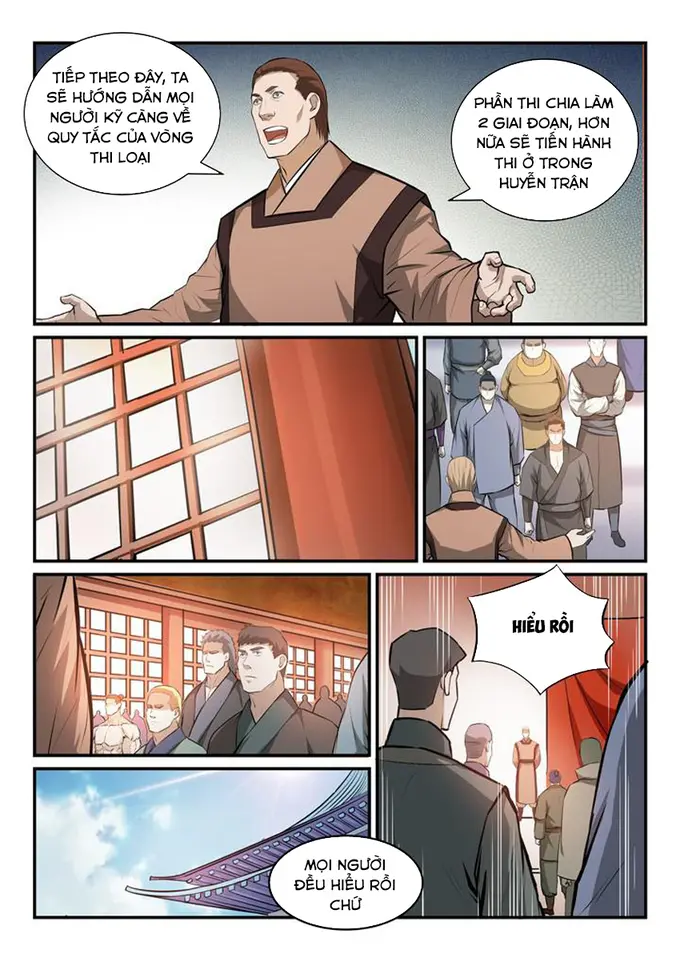 TIẾP THEO ĐÂY, TA
SẼ HƯỚNG DẪN MỌI
NGƯỜI KỸ CÀNG VỀ
QUY TẮC CỦA VÒNG
THI LOẠI
PHẦN THI CHIA LÀM
2 GIAI ĐOẠN, HƠN
NỮA SẼ TIẾN HÀNH
THI Ở TRONG
HUYỄN TRẬN
HIỂU RỒI
MỌI NGƯỜI
ĐỀU HIỂU RỒI
CHỨ